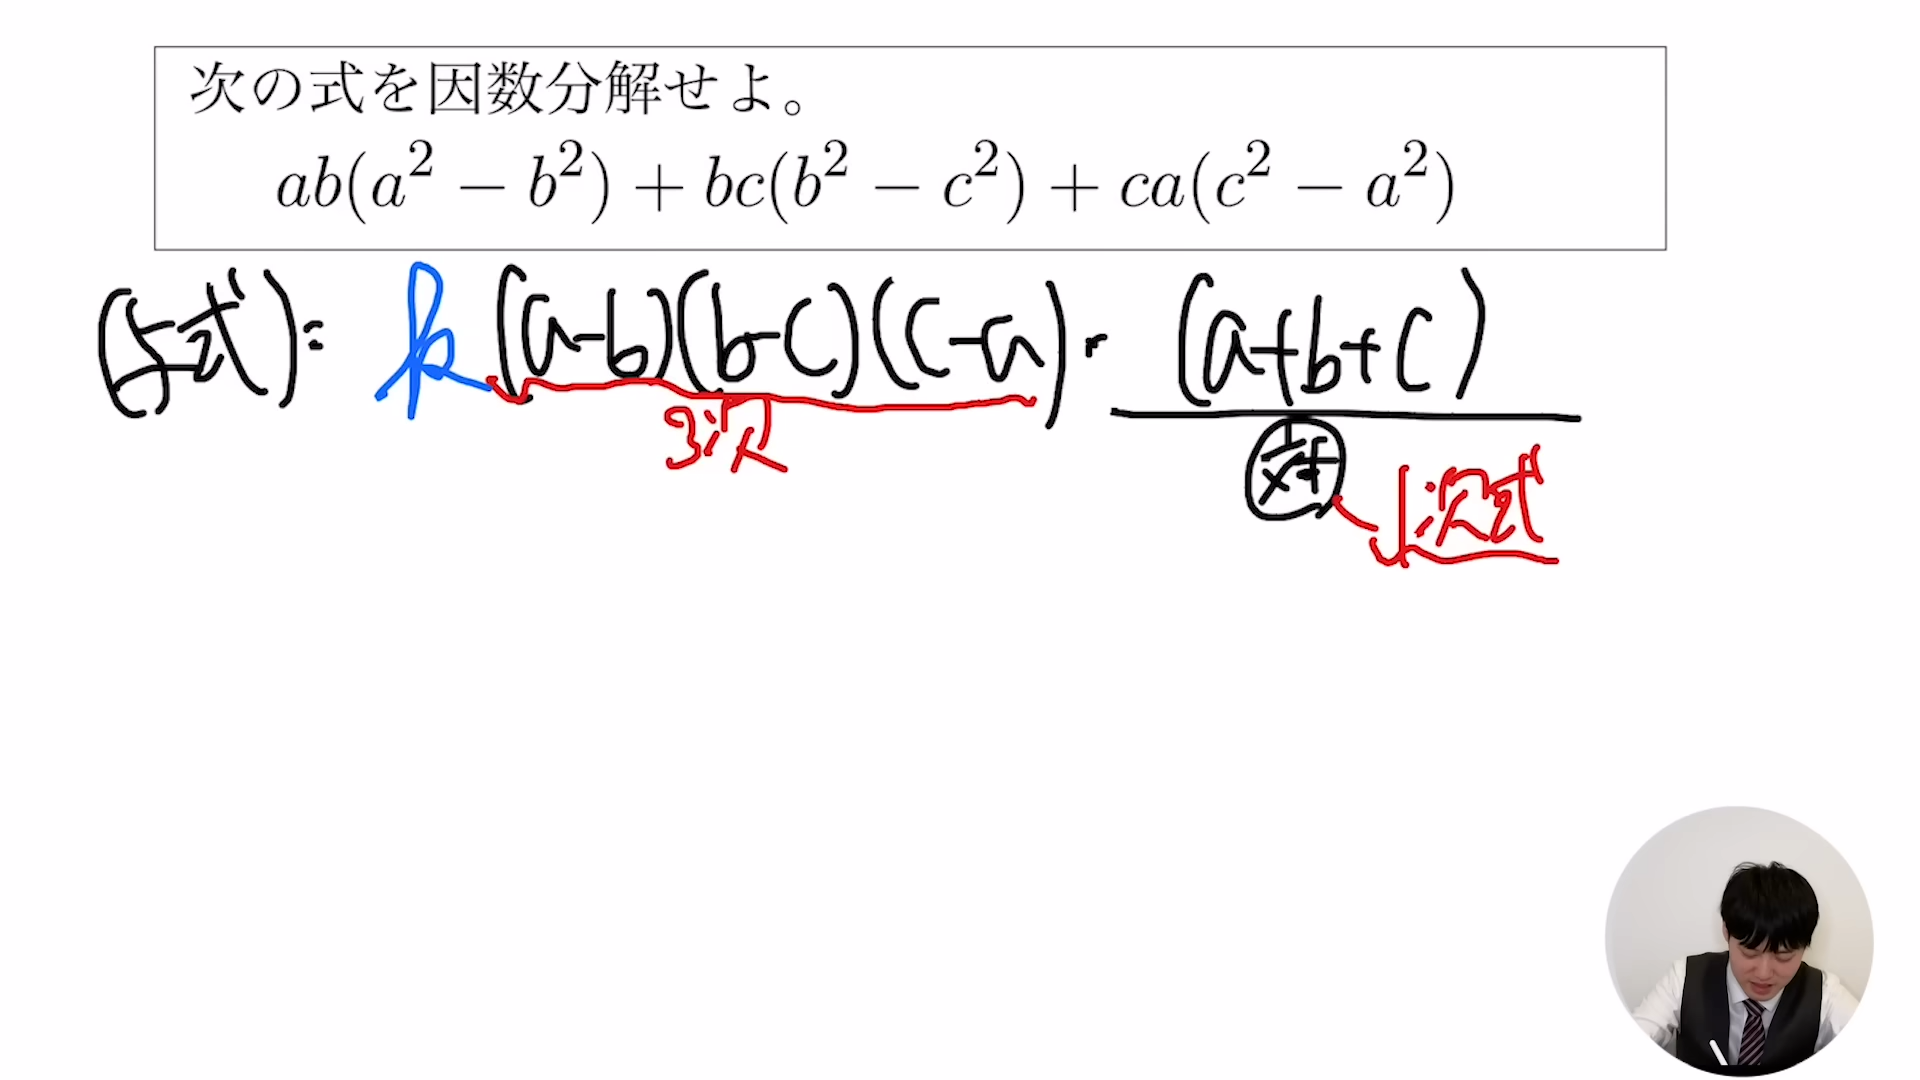 次の式を因数分解せよ。
ab(a² − b²) + bc(b² − c²) + ca(c² − a²)
(与式) = k (a-b)(b-c)(c-a)・(a+b+c)
3次
対
1次式